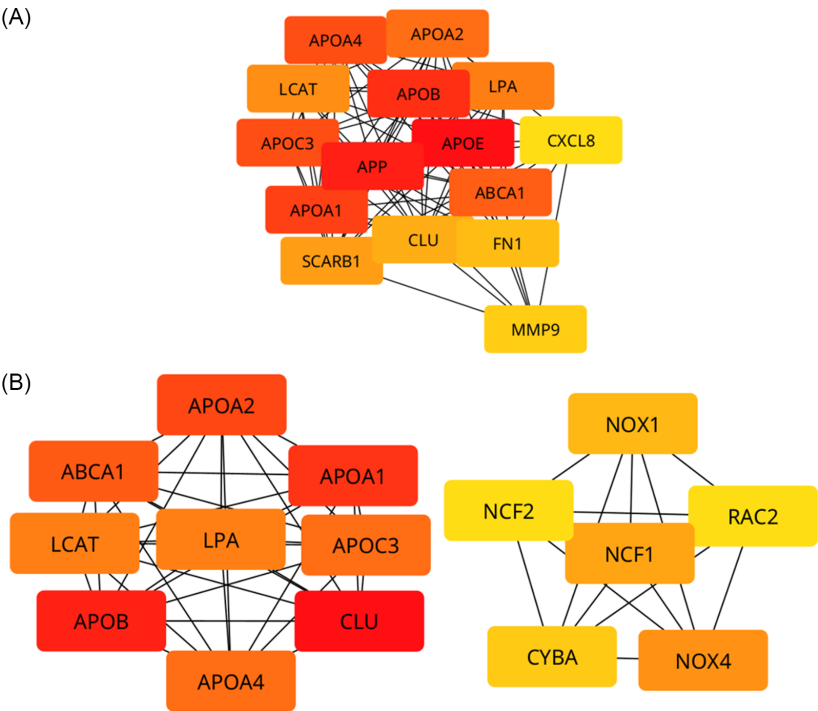 (A)
APOA4
APOA2
LCAT
APOB
LPA
APOC3
APOE
CXCL8
APP
APOA1
ABCA1
SCARB1
CLU
FN1
MMP9
(B)
APOA2
ABCA1
APOA1
LCAT
LPA
APOC3
APOB
CLU
APOA4
NOX1
NCF2
RAC2
NCF1
CYBA
NOX4